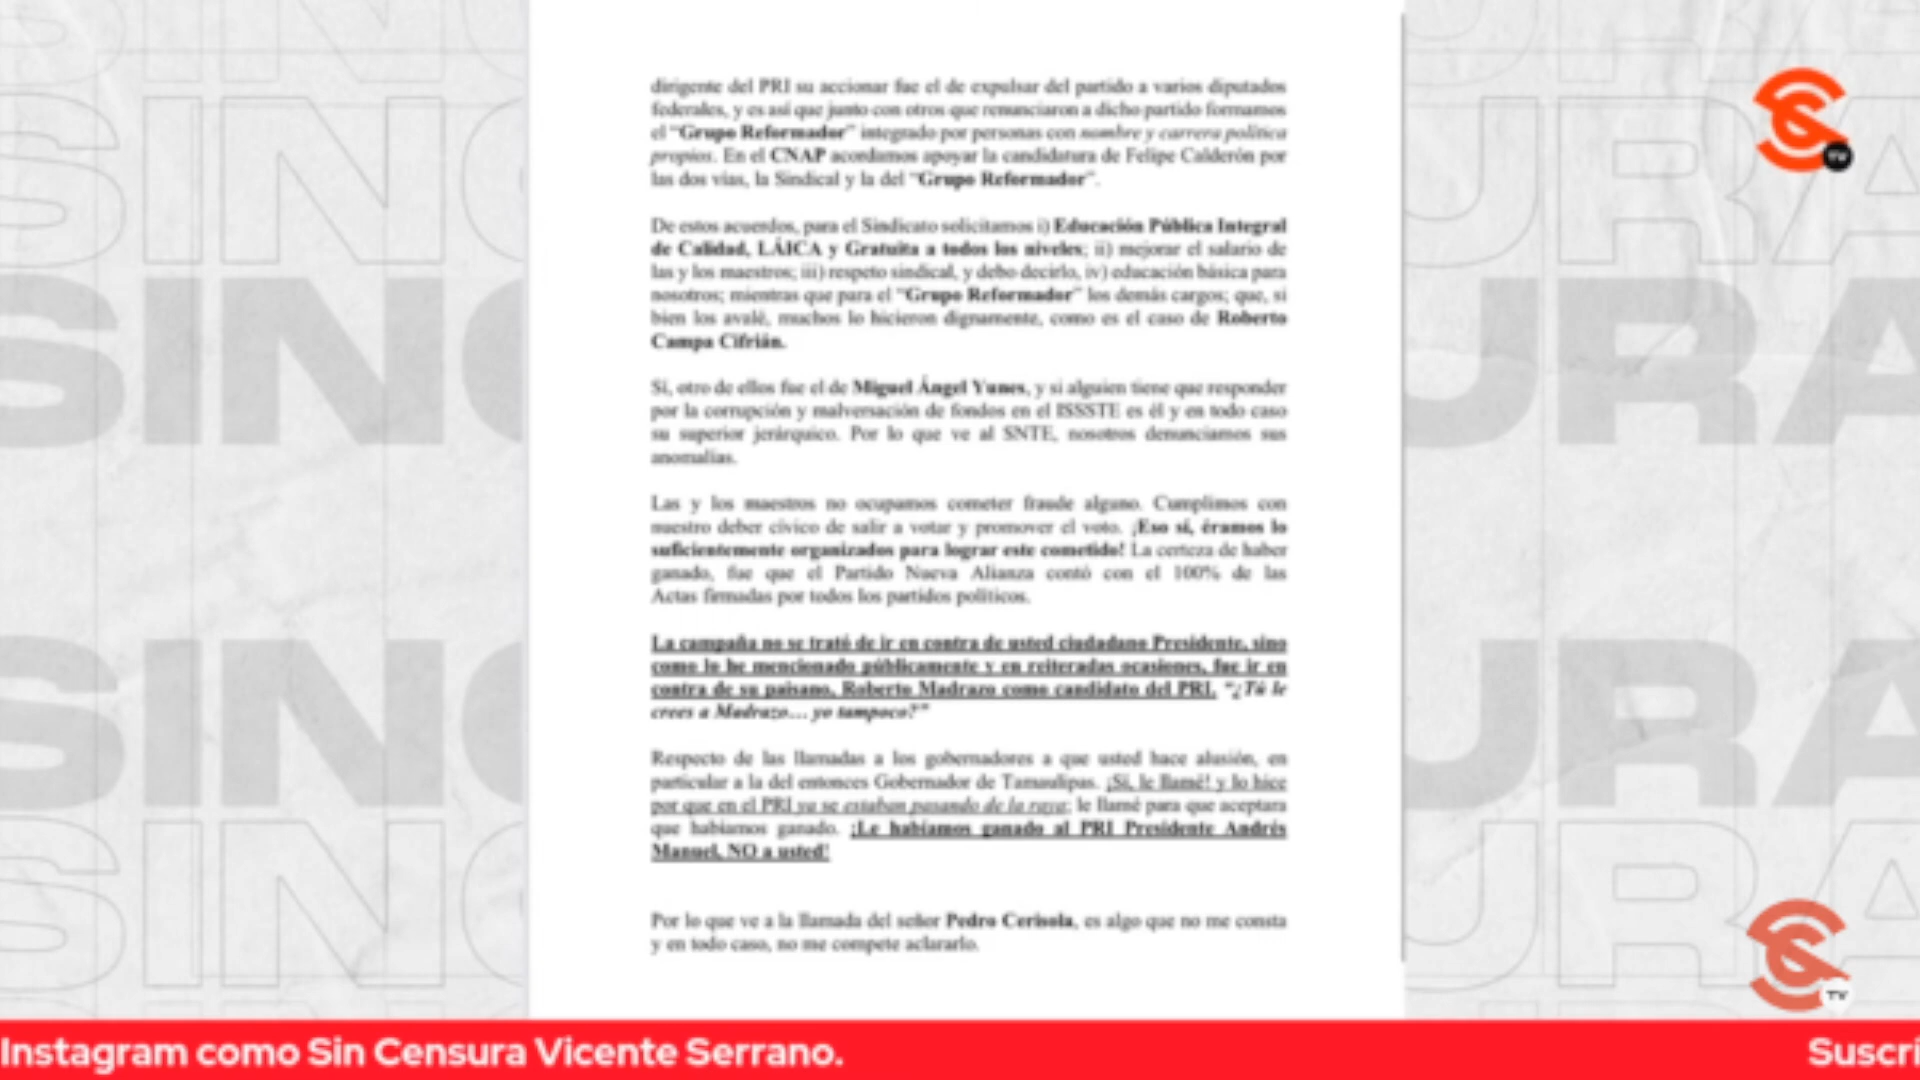 dirigente del PRI su accionar fue el de expulsar del partido a varios diputados
federales, y es así que junto con otros que renunciaron a dicho partido formamos
el "Grupo Reformador" integrado por personas con nombre y carrera política
propios. En el CNAP acordamos apoyar la candidatura de Felipe Calderón por
las dos vías, la Sindical y la del "Grupo Reformador".
De estos acuerdos, para el Sindicato solicitamos i) Educación Pública Integral
de Calidad, LÁICA y Gratuita a todos los niveles; ii) mejorar el salario de
las y los maestros; iii) respeto sindical, y debo decirlo, iv) educación básica para
nosotros; mientras que para el "Grupo Reformador" los demás cargos; que, si
bien los avalé, muchos lo hicieron dignamente, como es el caso de Roberto
Campa Cifrián.
Sí, otro de ellos fue el de Miguel Ángel Yunes, y si alguien tiene que responder
por la corrupción y malversación de fondos en el ISSSTE es él y en todo caso
su superior jerárquico. Por lo que ve al SNTE, nosotros denunciamos sus
anomalías.
Las y los maestros no ocupamos cometer fraude alguno. Cumplimos con
nuestro deber cívico de salir a votar y promover el voto. ¡Eso sí, éramos lo
suficientemente organizados para lograr este cometido! La certeza de haber
ganado, fue que el Partido Nueva Alianza contó con el 100% de las
Actas firmadas por todos los partidos políticos.
La campaña no se trató de ir en contra de usted ciudadano Presidente, sino
como lo he mencionado públicamente y en reiteradas ocasiones, fue ir en
contra de su paisano, Roberto Madrazo como candidato del PRI. "¿Tú le
crees a Madrazo… yo tampoco?"
Respecto de las llamadas a los gobernadores a que usted hace alusión, en
particular a la del entonces Gobernador de Tamaulipas. ¡Sí, le llamé! y lo hice
por que en el PRI ya se estaban pasando de la raya; le llamé para que aceptara
que habíamos ganado. ¡Le habíamos ganado al PRI Presidente Andrés
Manuel, NO a usted!
Por lo que ve a la llamada del señor Pedro Cerisola, es algo que no me consta
y en todo caso, no me compete aclararlo.
TV
TV
Instagram como Sin Censura Vicente Serrano.
Suscri